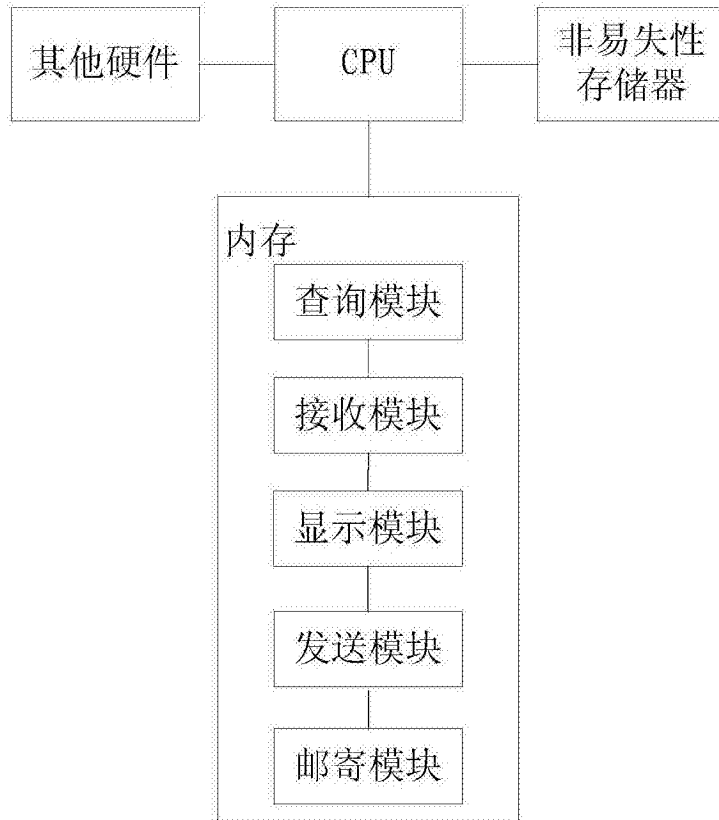 其他硬件
CPU
非易失性
存储器
内存
查询模块
接收模块
显示模块
发送模块
邮寄模块